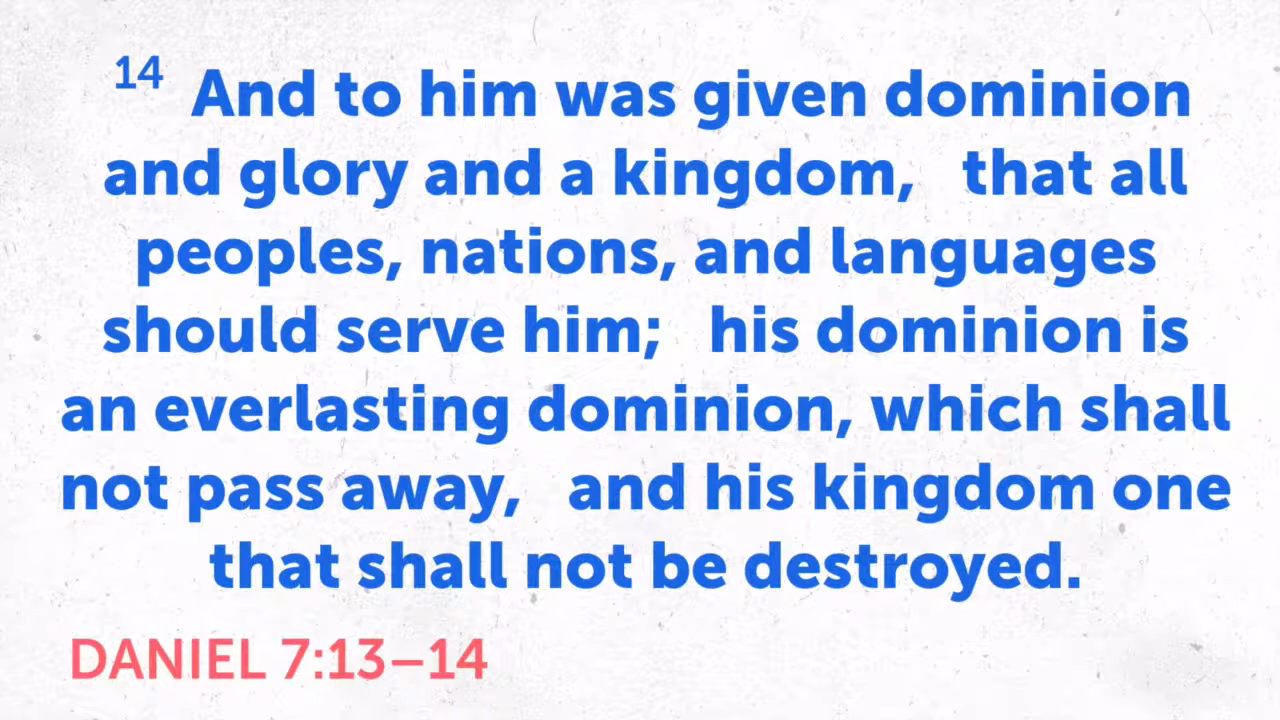 14 And to him was given dominion
and glory and a kingdom, that all
peoples, nations, and languages
should serve him; his dominion is
an everlasting dominion, which shall
not pass away, and his kingdom one
that shall not be destroyed.
DANIEL 7:13–14